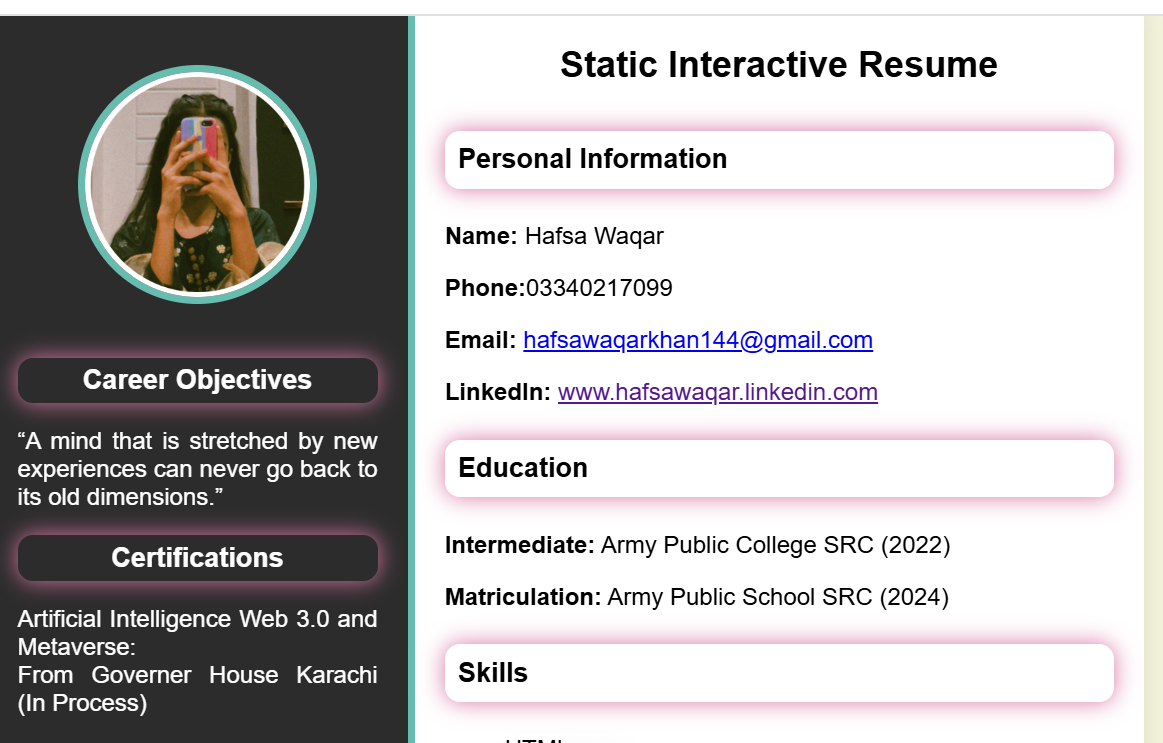 Static Interactive Resume
Career Objectives
“A mind that is stretched by new
experiences can never go back to
its old dimensions.”
Certifications
Artificial Intelligence Web 3.0 and
Metaverse:
From Governer House Karachi
(In Process)
Personal Information
Name: Hafsa Waqar
Phone:03340217099
Email: hafsawaqarkhan144@gmail.com
LinkedIn: www.hafsawaqar.linkedin.com
Education
Intermediate: Army Public College SRC (2022)
Matriculation: Army Public School SRC (2024)
Skills